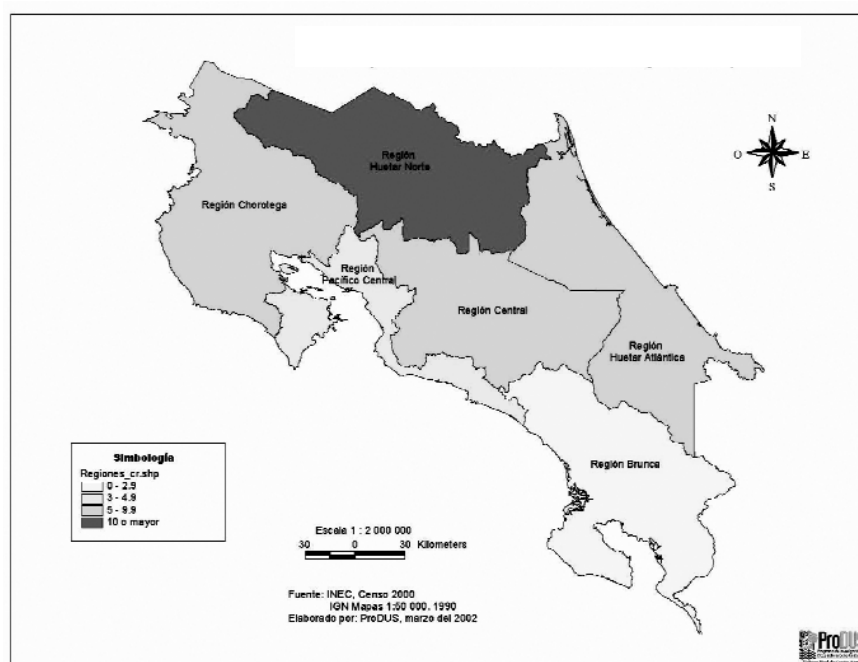 N
O
E
S
Región
Huetar Norte
Región Chorotega
Región
Pacífico Central
Región Central
Región
Huetar Atlántica
Región Brunca
Simbología
Regiones_cr.shp
0 - 2.9
3 - 4.9
5 - 9.9
10 o mayor
Escala 1 : 2 000 000
30 0 30 Kilometers
Fuente: INEC, Censo 2000
IGN Mapas 1:50 000. 1990
Elaborado por: ProDUS, marzo del 2002
ProDUS